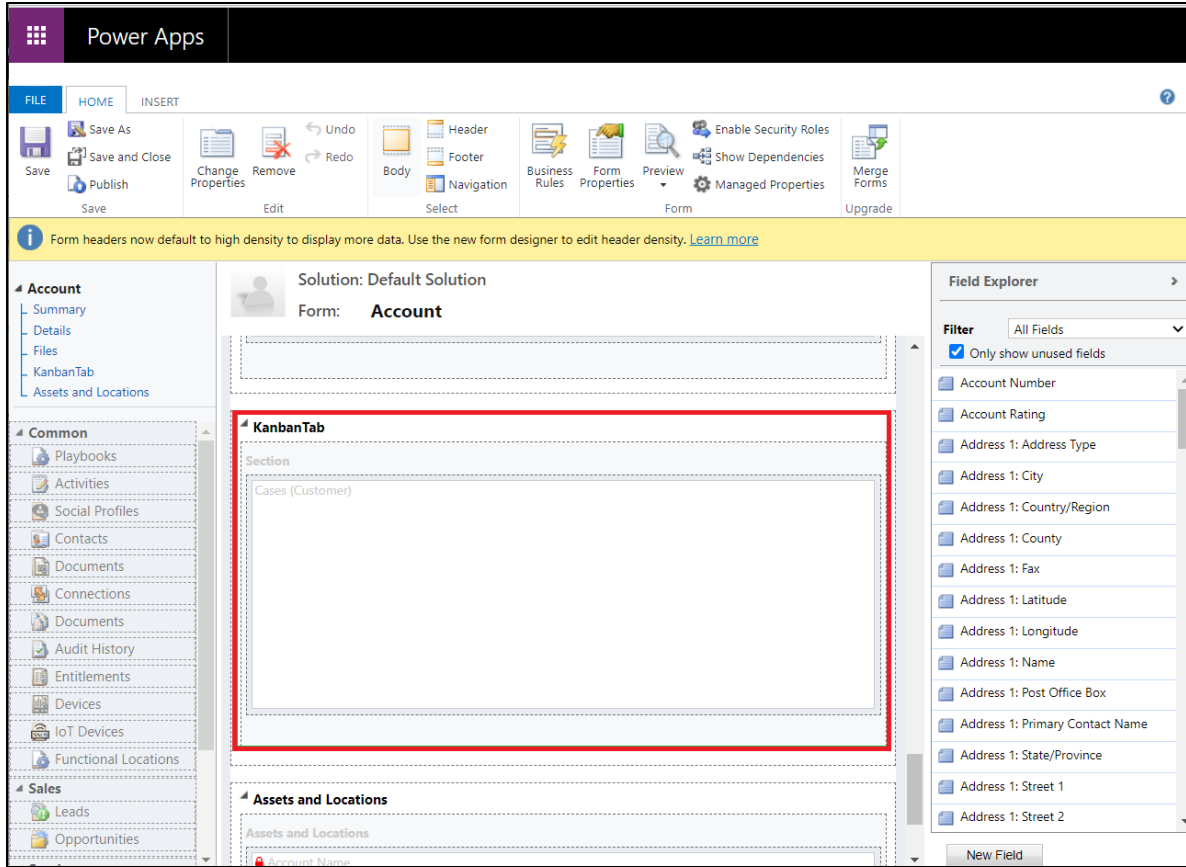 Power Apps
FILE HOME INSERT
Save
Save As
Save and Close
Publish
Save
Change Properties
Remove
Undo
Redo
Edit
Body
Header
Footer
Navigation
Select
Business Rules
Form Properties
Preview
Enable Security Roles
Show Dependencies
Managed Properties
Form
Merge Forms
Upgrade
Form headers now default to high density to display more data. Use the new form designer to edit header density. Learn more
Account
Summary
Details
Files
KanbanTab
Assets and Locations
Common
Playbooks
Activities
Social Profiles
Contacts
Documents
Connections
Documents
Audit History
Entitlements
Devices
IoT Devices
Functional Locations
Sales
Leads
Opportunities
Solution: Default Solution
Form: Account
KanbanTab
Section
Cases (Customer)
Assets and Locations
Assets and Locations
Account Name
Field Explorer
Filter All Fields
Only show unused fields
Account Number
Account Rating
Address 1: Address Type
Address 1: City
Address 1: Country/Region
Address 1: County
Address 1: Fax
Address 1: Latitude
Address 1: Longitude
Address 1: Name
Address 1: Post Office Box
Address 1: Primary Contact Name
Address 1: State/Province
Address 1: Street 1
Address 1: Street 2
New Field